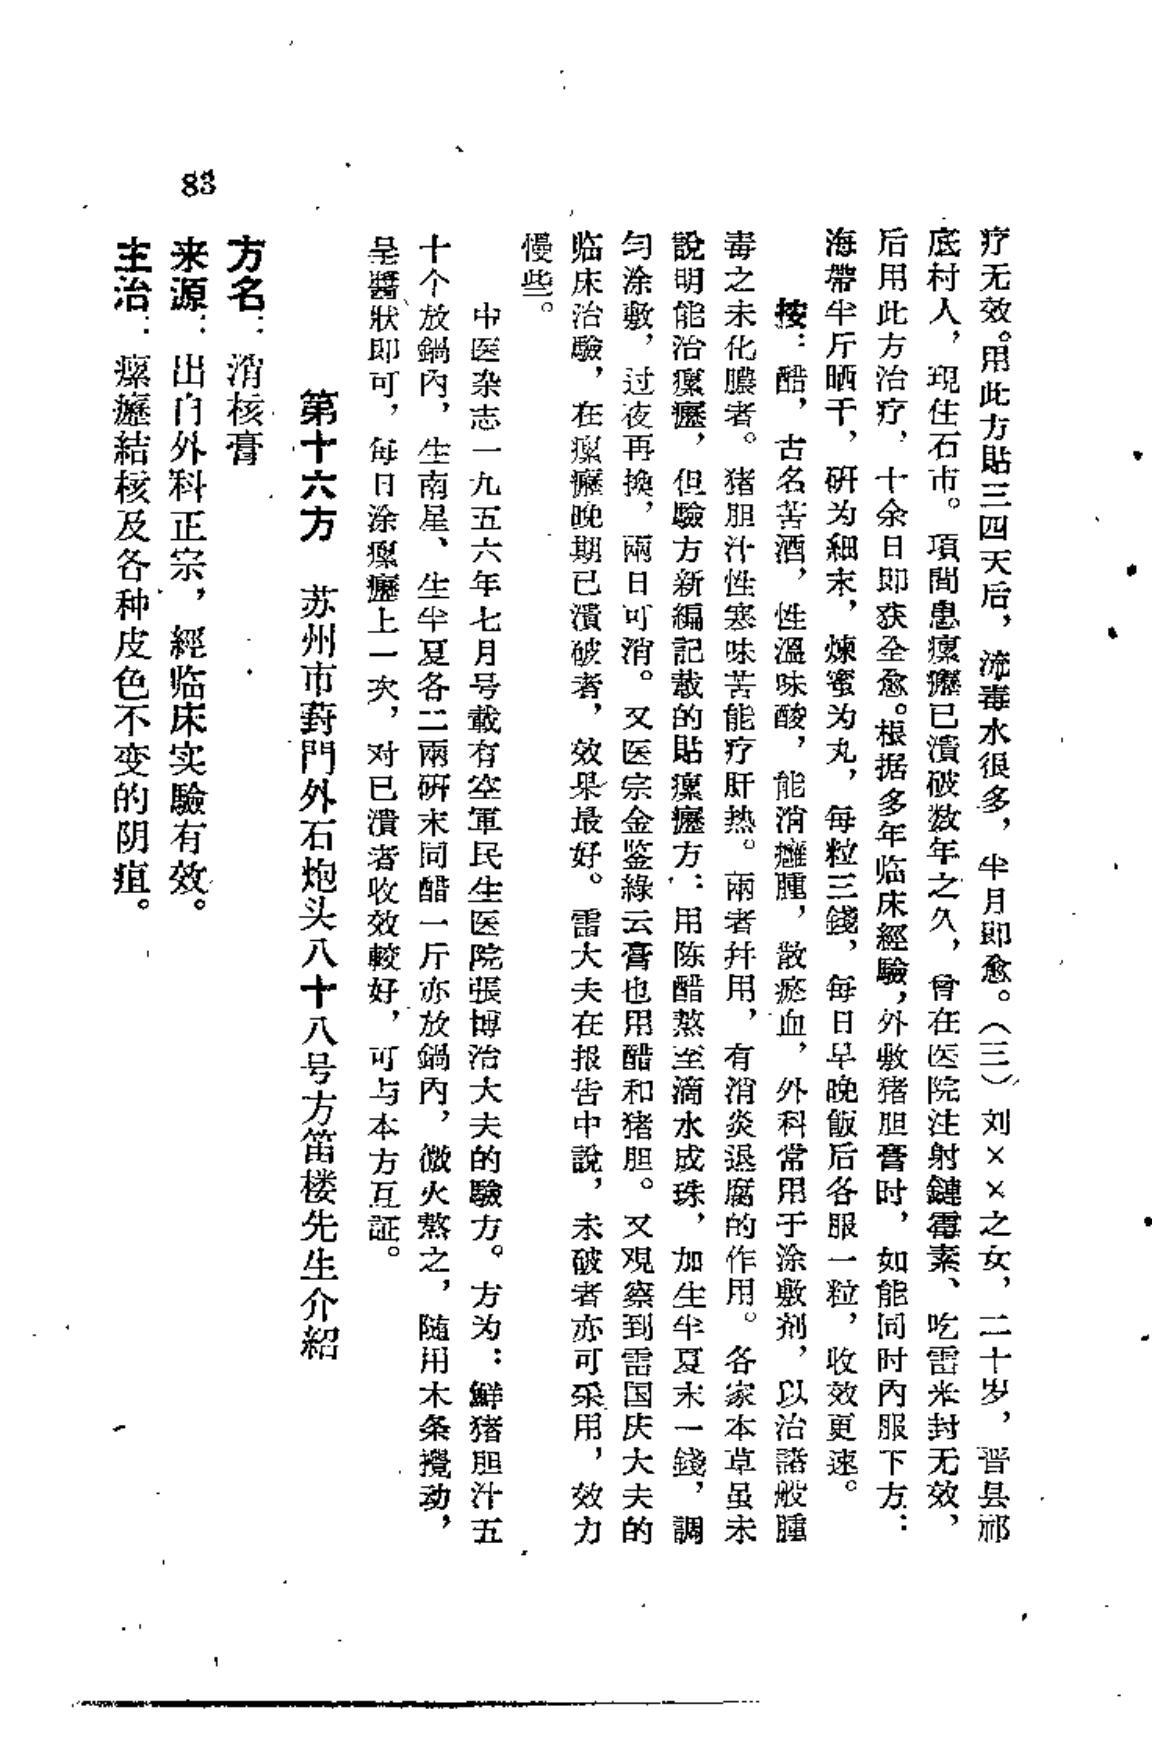 疗无效。用此方貼三四天后，流毒水很多，半月即愈。（三）刘××之女，二十岁，晋县祁
底村人，現住石市。項間患瘰癧已潰破数年之久，曾在医院注射鏈霉素、吃雷米封无效，
后用此方治疗，十余日即获全愈。根据多年临床經驗，外敷猪胆膏时，如能同时內服下方：
海帶半斤晒干，研为細末，煉蜜为丸，每粒三錢，每日早晚飯后各服一粒，收效更速。
按：醋，古名苦酒，性溫味酸，能消癰腫，散瘀血，外科常用于涂敷剂，以治諸般腫
毒之未化膿者。猪胆汁性寒味苦能疗肝热。兩者幷用，有消炎退腐的作用。各家本草虽未
說明能治瘰癧，但驗方新編記載的貼瘰癧方：用陈醋熬至滴水成珠，加生半夏末一錢，調
匀涂敷，过夜再換，兩日可消。又医宗金鉴綠云膏也用醋和猪胆。又观察到雷国庆大夫的
临床治驗，在瘰癧晚期已潰破者，效果最好。雷大夫在报告中說，未破者亦可采用，效力
慢些。
中医杂志一九五六年七月号載有空軍民生医院張博治大夫的驗方。方为：鮮猪胆汁五
十个放鍋內，生南星、生半夏各二兩研末同醋一斤亦放鍋內，微火熬之，随用木条攪动，
呈醬狀即可，每日涂瘰癧上一次，对已潰者收效較好，可与本方互証。
第十六方　苏州市葑門外石炮头八十八号方笛楼先生介紹
方名：消核膏
来源：出门外科正宗，經临床实驗有效。
主治：瘰癧結核及各种皮色不变的阴疽。
83